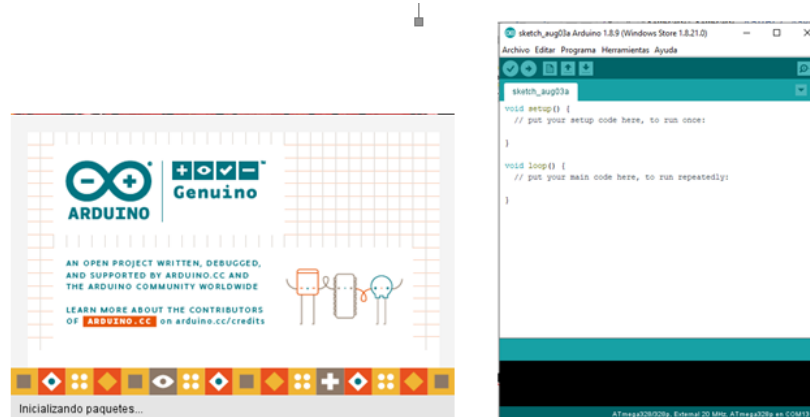 ARDUINO
Genuino
AN OPEN PROJECT WRITTEN, DEBUGGED,
AND SUPPORTED BY ARDUINO.CC AND
THE ARDUINO COMMUNITY WORLDWIDE
LEARN MORE ABOUT THE CONTRIBUTORS
OF ARDUINO.CC on arduino.cc/credits
Inicializando paquetes...
sketch_aug03a Arduino 1.8.9 (Windows Store 1.8.21.0)
Archivo Editar Programa Herramientas Ayuda
sketch_aug03a
void setup() {
// put your setup code here, to run once:
}
void loop() {
// put your main code here, to run repeatedly:
}
ATmega328/328p, External 20 MHz, ATmega328p en COM13